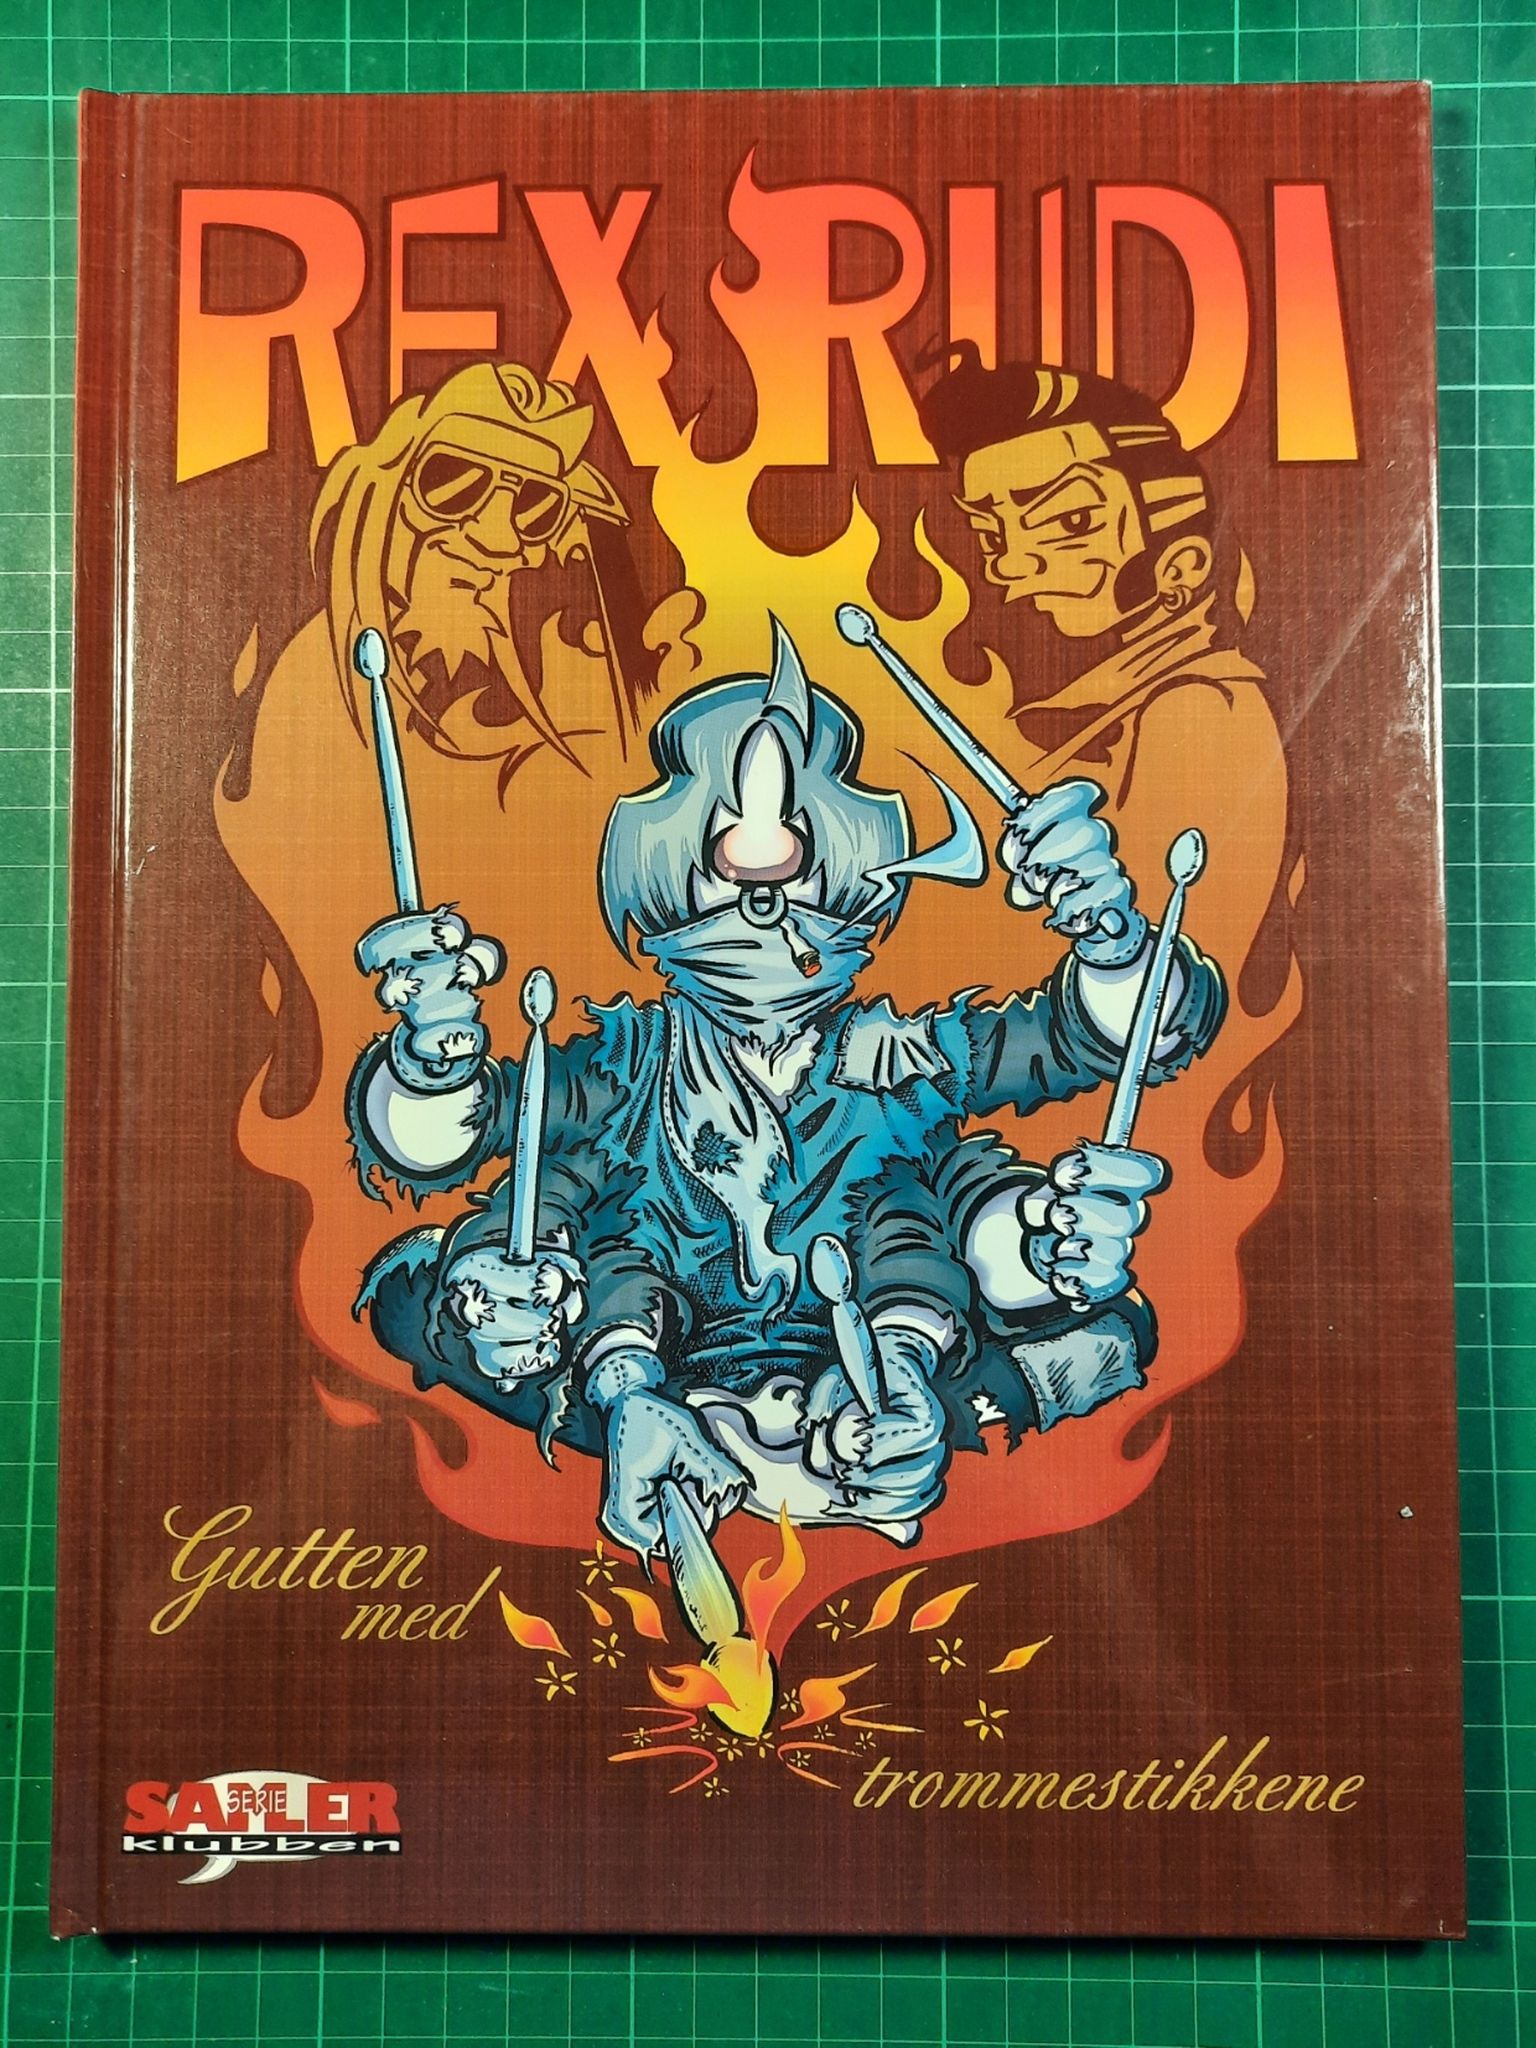 REX RUDI
Gutten
med
trommestikkene
SERIE
SAMLER
klubben